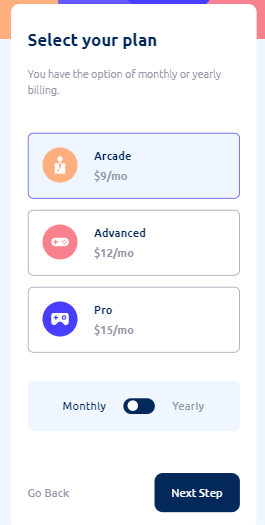 Select your plan
You have the option of monthly or yearly
billing.
Arcade
$9/mo
Advanced
$12/mo
Pro
$15/mo
Monthly Yearly
Go Back Next Step